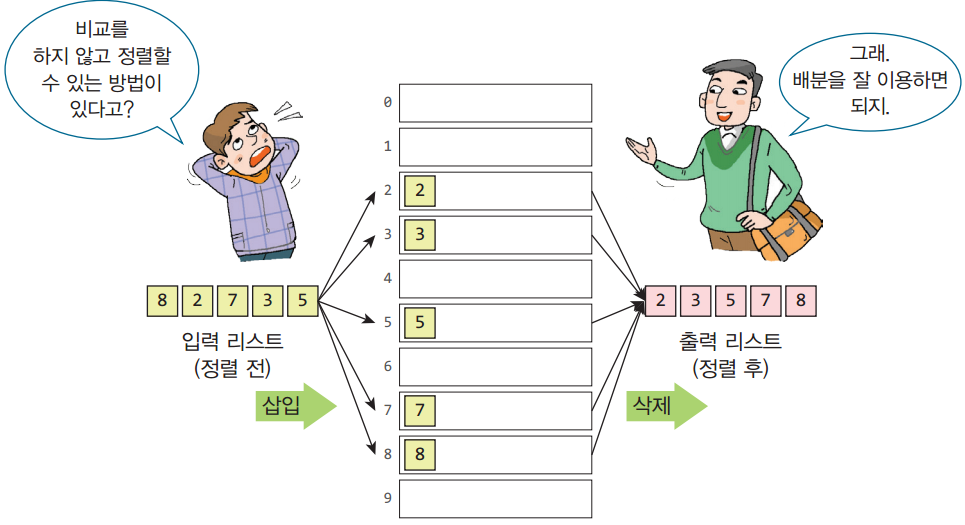 비교를
하지 않고 정렬할
수 있는 방법이
있다고?
그래.
배분을 잘 이용하면
되지.
0
1
2 2
3 3
4
5 5
6
7 7
8 8
9
8 2 7 3 5
입력 리스트
(정렬 전)
삽입
2 3 5 7 8
출력 리스트
(정렬 후)
삭제